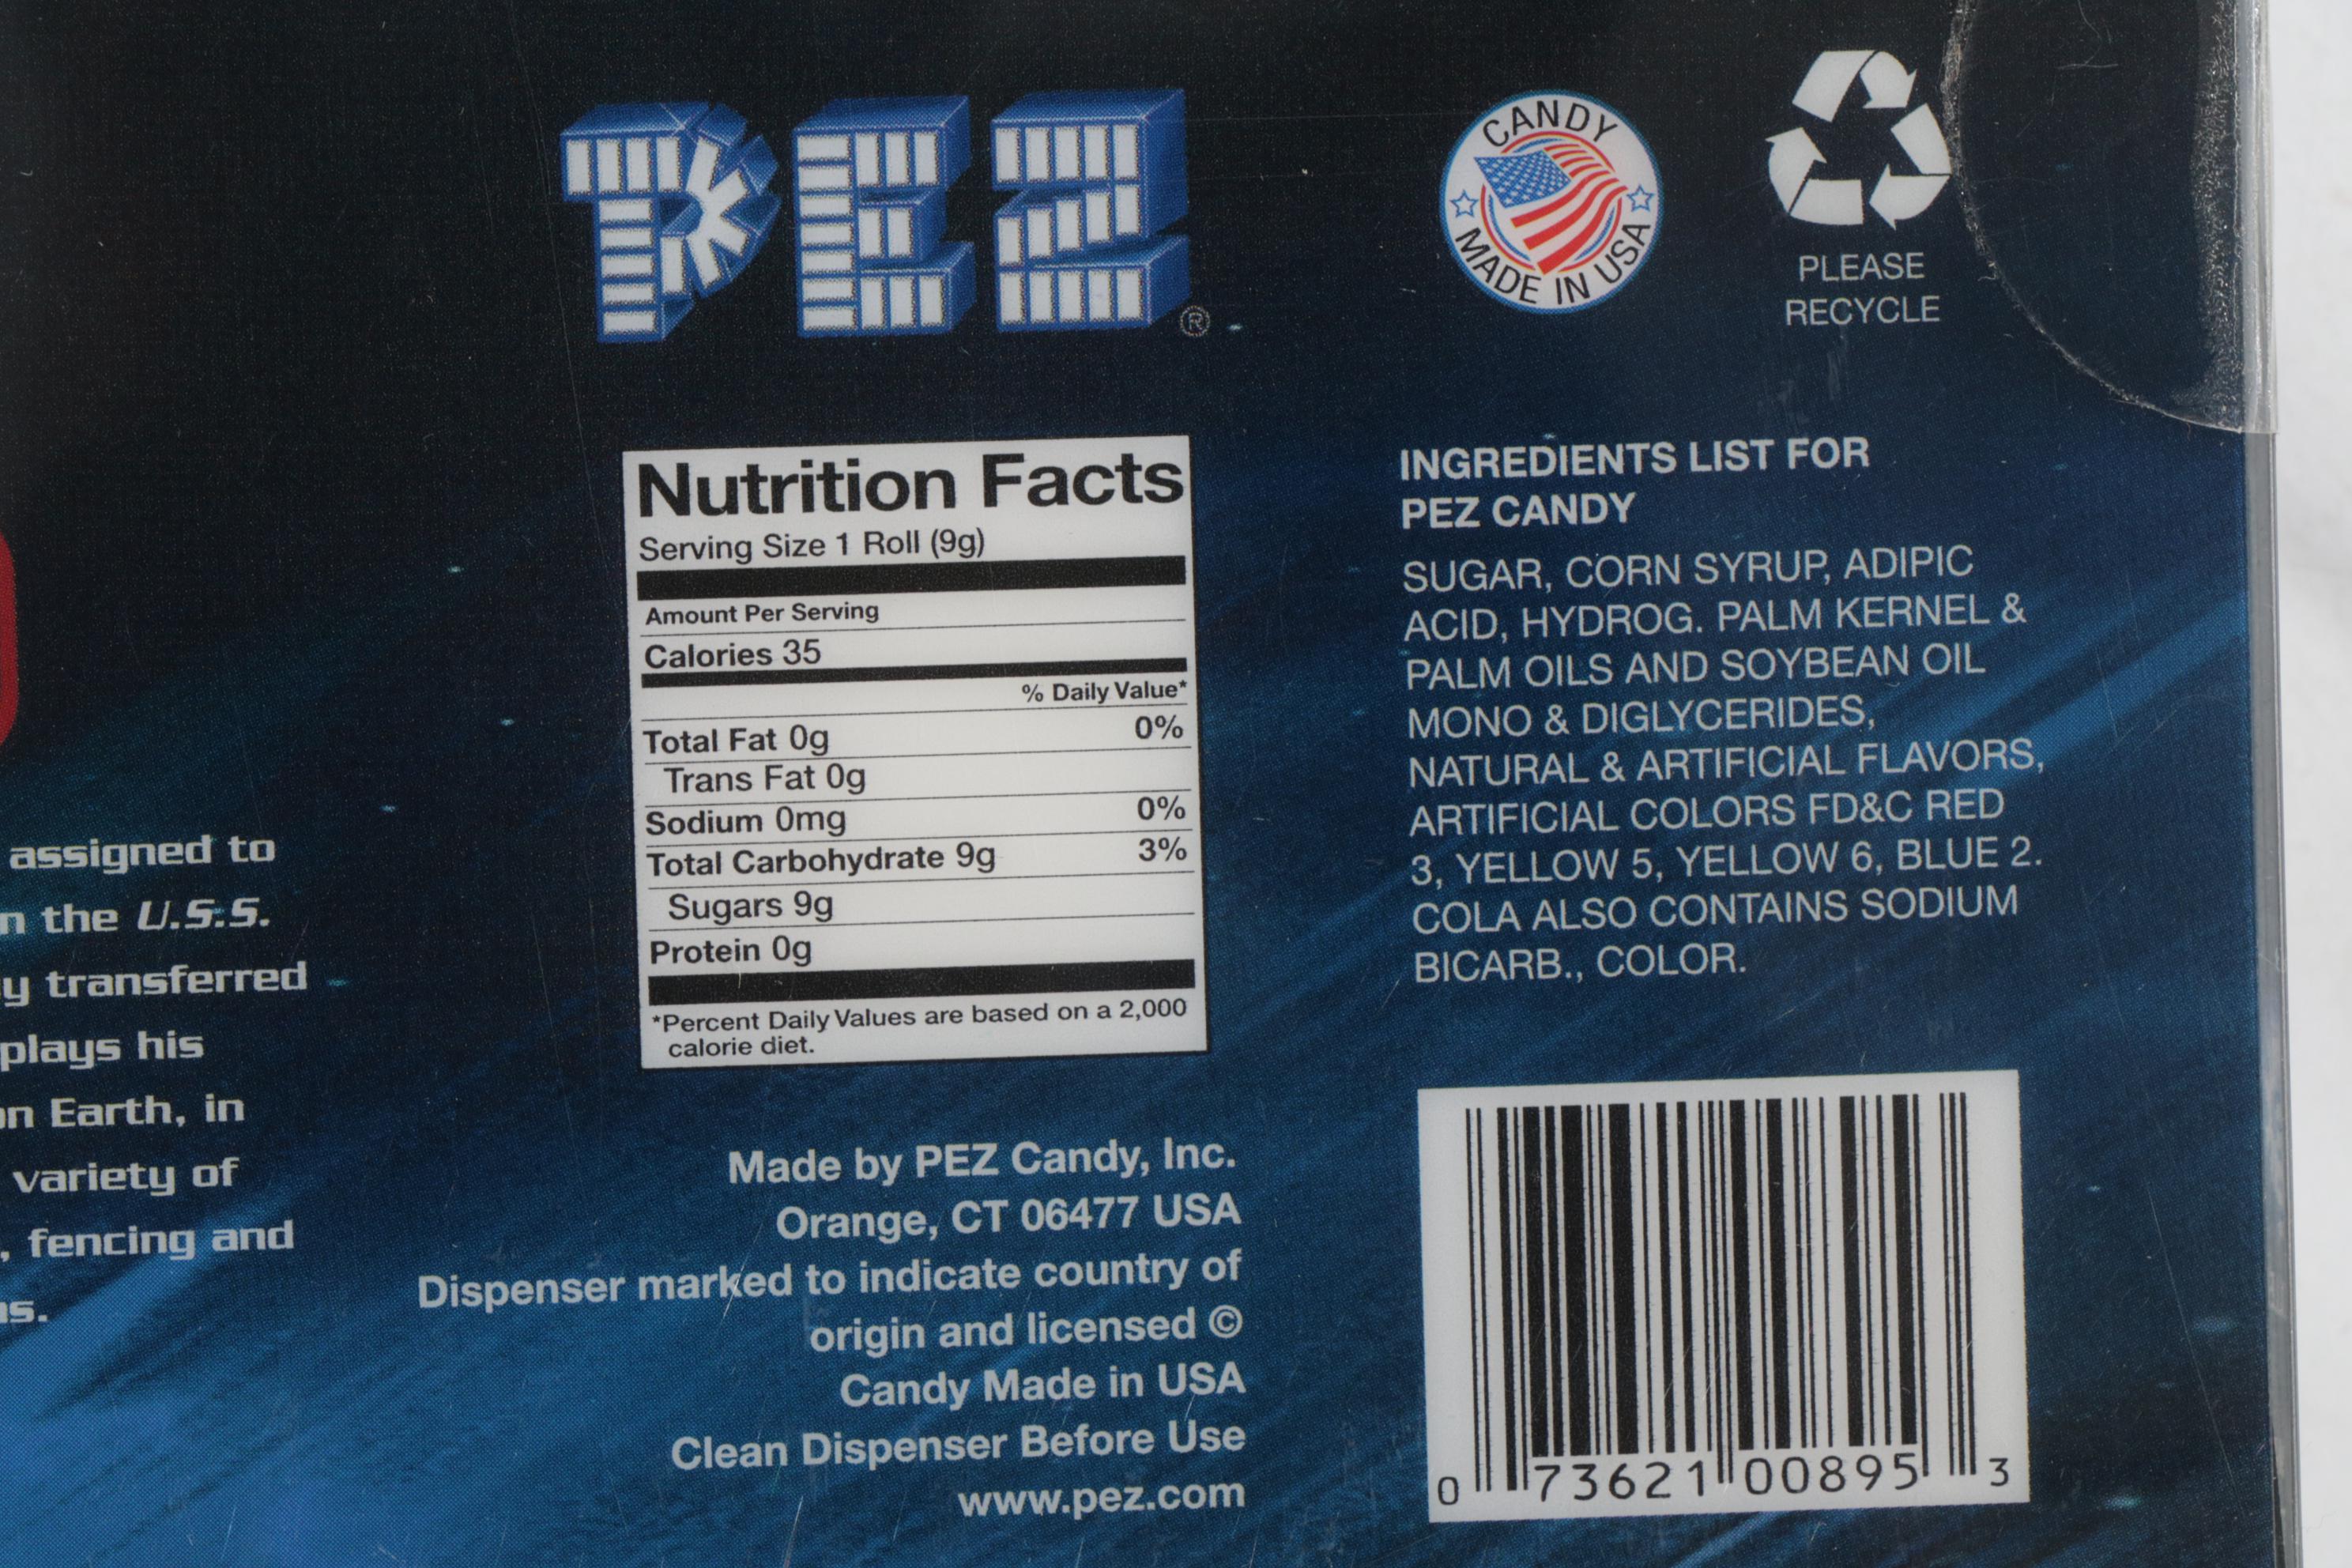 PEZ®
CANDY
MADE IN USA
PLEASE
RECYCLE
assigned to
the U.S.S.
transferred
plays his
Earth, in
variety of
, fencing and
Nutrition Facts
Serving Size 1 Roll (9g)
Amount Per Serving
Calories 35
% Daily Value*
Total Fat 0g 0%
Trans Fat 0g
Sodium 0mg 0%
Total Carbohydrate 9g 3%
Sugars 9g
Protein 0g
*Percent Daily Values are based on a 2,000
calorie diet.
Made by PEZ Candy, Inc.
Orange, CT 06477 USA
Dispenser marked to indicate country of
origin and licensed ©
Candy Made in USA
Clean Dispenser Before Use
www.pez.com
INGREDIENTS LIST FOR
PEZ CANDY
SUGAR, CORN SYRUP, ADIPIC
ACID, HYDROG. PALM KERNEL &
PALM OILS AND SOYBEAN OIL
MONO & DIGLYCERIDES,
NATURAL & ARTIFICIAL FLAVORS,
ARTIFICIAL COLORS FD&C RED
3, YELLOW 5, YELLOW 6, BLUE 2.
COLA ALSO CONTAINS SODIUM
BICARB., COLOR.
0 73621 00895 3